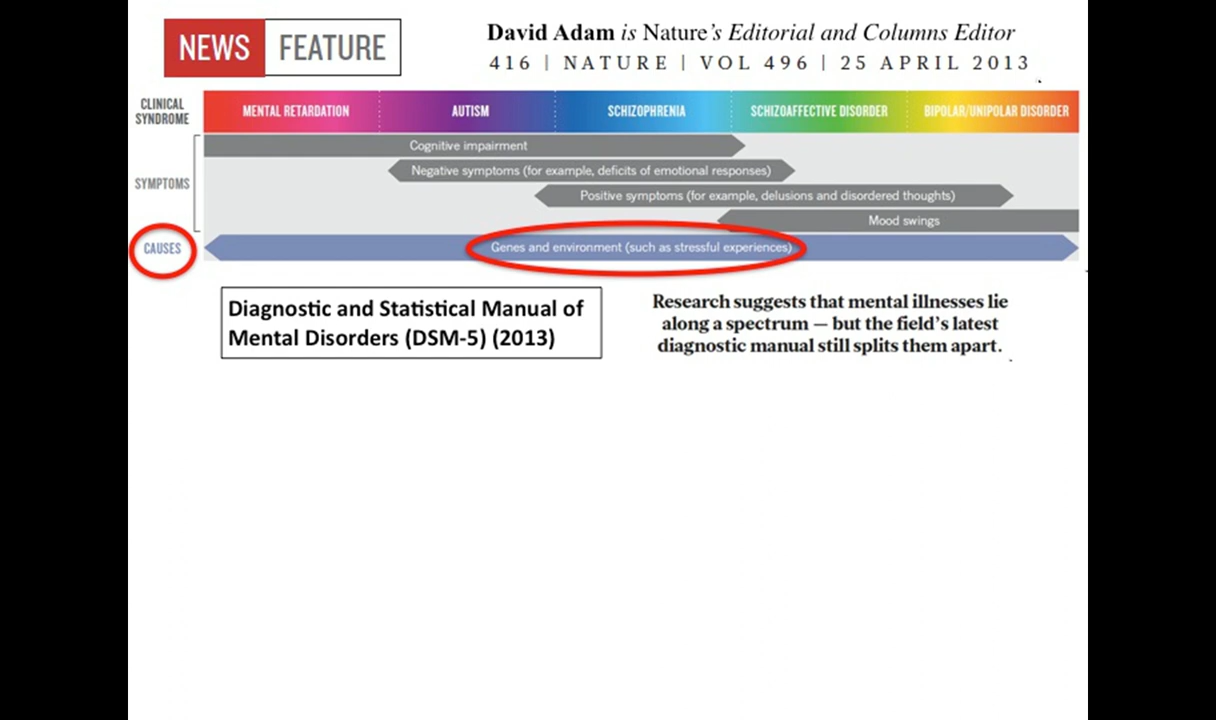 NEWS FEATURE
David Adam is Nature's Editorial and Columns Editor
416 | NATURE | VOL 496 | 25 APRIL 2013
CLINICAL SYNDROME
MENTAL RETARDATION
AUTISM
SCHIZOPHRENIA
SCHIZOAFFECTIVE DISORDER
BIPOLAR/UNIPOLAR DISORDER
SYMPTOMS
Cognitive impairment
Negative symptoms (for example, deficits of emotional responses)
Positive symptoms (for example, delusions and disordered thoughts)
Mood swings
CAUSES
Genes and environment (such as stressful experiences)
Diagnostic and Statistical Manual of
Mental Disorders (DSM-5) (2013)
Research suggests that mental illnesses lie
along a spectrum — but the field's latest
diagnostic manual still splits them apart.